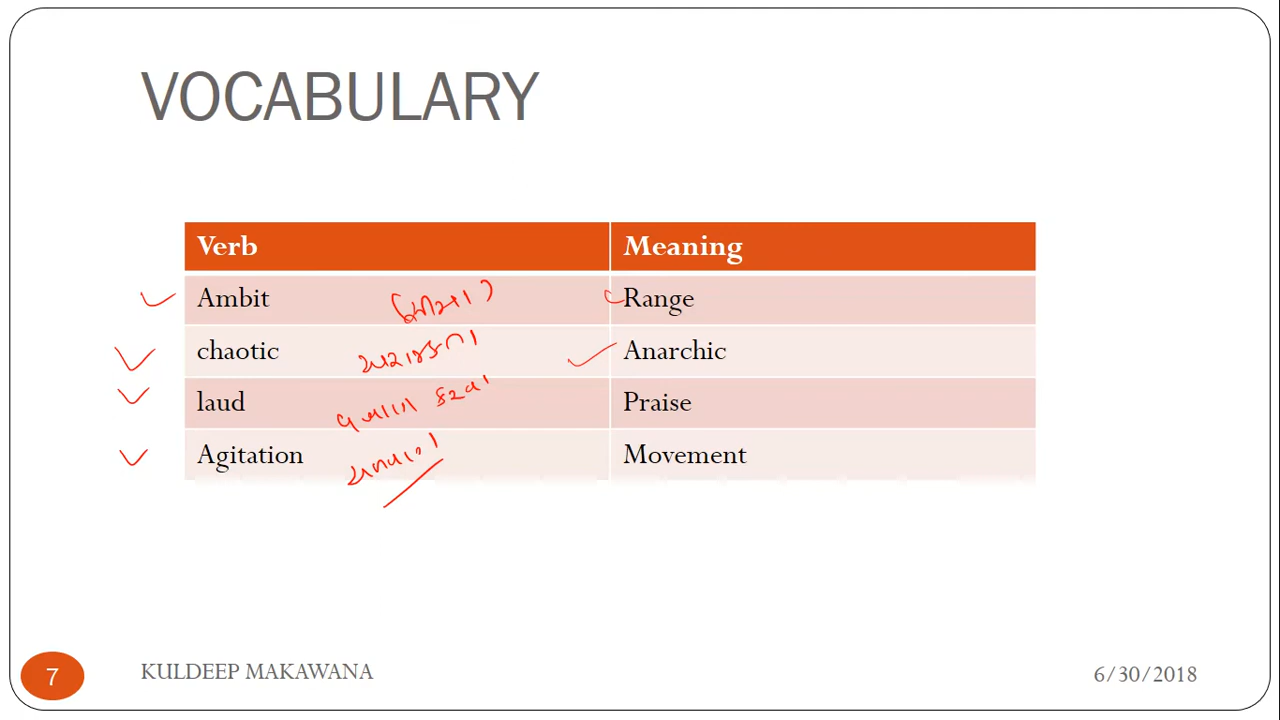 VOCABULARY
Verb Meaning
Ambit Range
chaotic Anarchic
laud Praise
Agitation Movement
7 KULDEEP MAKAWANA 6/30/2018